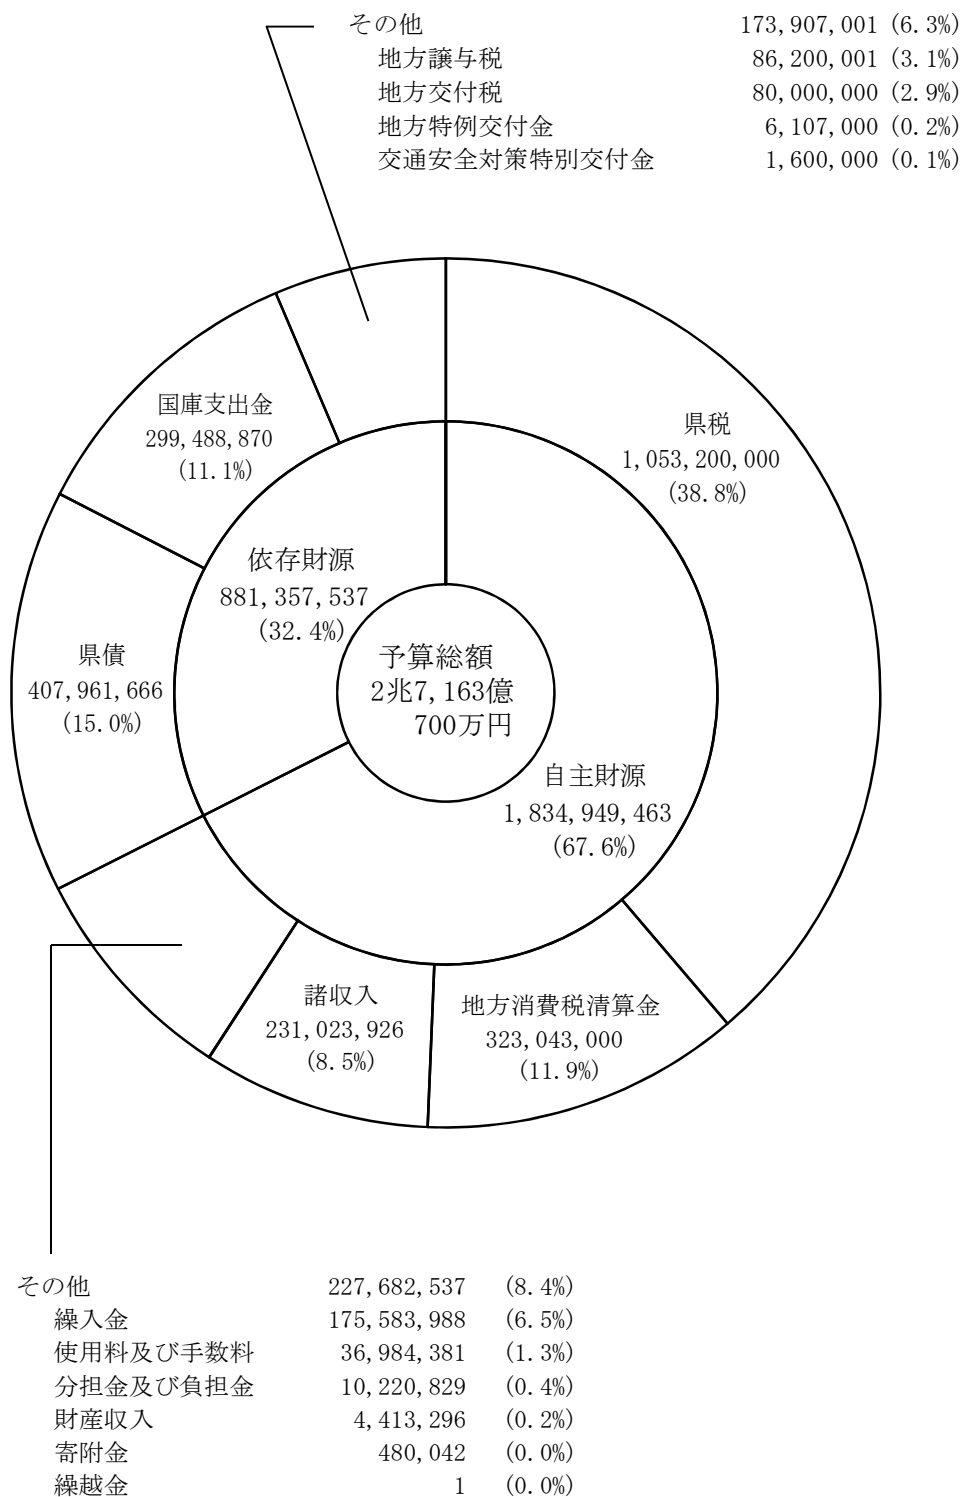 その他 173,907,001 (6.3%)
地方譲与税 86,200,001 (3.1%)
地方交付税 80,000,000 (2.9%)
地方特例交付金 6,107,000 (0.2%)
交通安全対策特別交付金 1,600,000 (0.1%)
国庫支出金
299,488,870
(11.1%)
県税
1,053,200,000
(38.8%)
依存財源
881,357,537
(32.4%)
予算総額
2兆7,163億
700万円
県債
407,961,666
(15.0%)
自主財源
1,834,949,463
(67.6%)
諸収入
231,023,926
(8.5%)
地方消費税清算金
323,043,000
(11.9%)
その他 227,682,537 (8.4%)
繰入金 175,583,988 (6.5%)
使用料及び手数料 36,984,381 (1.3%)
分担金及び負担金 10,220,829 (0.4%)
財産収入 4,413,296 (0.2%)
寄附金 480,042 (0.0%)
繰越金 1 (0.0%)